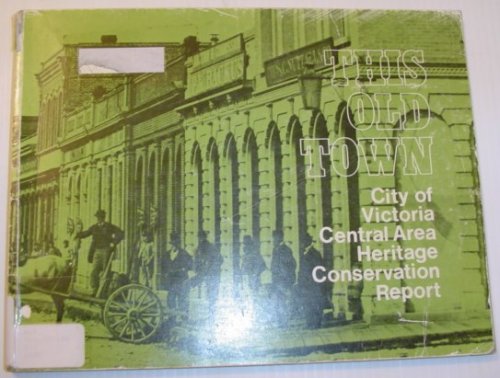 THIS
OLD
TOWN
City of
Victoria
Central Area
Heritage
Conservation
Report